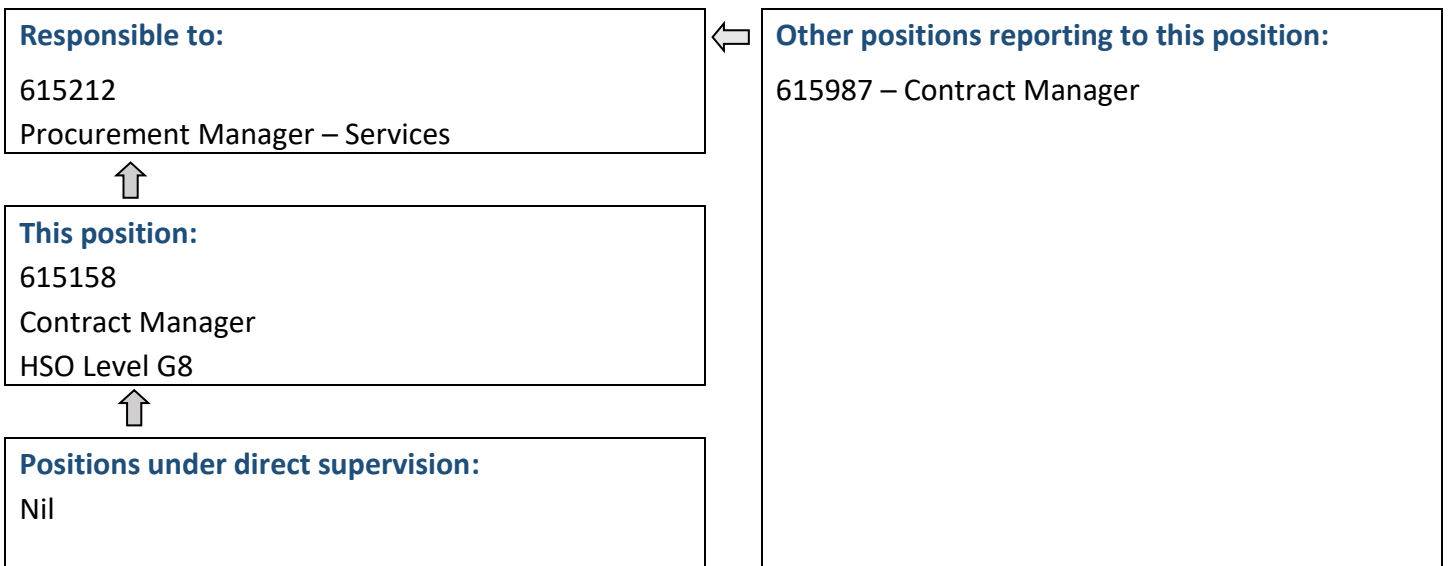 Responsible to:
615212
Procurement Manager – Services
This position:
615158
Contract Manager
HSO Level G8
Positions under direct supervision:
Nil
Other positions reporting to this position:
615987 – Contract Manager